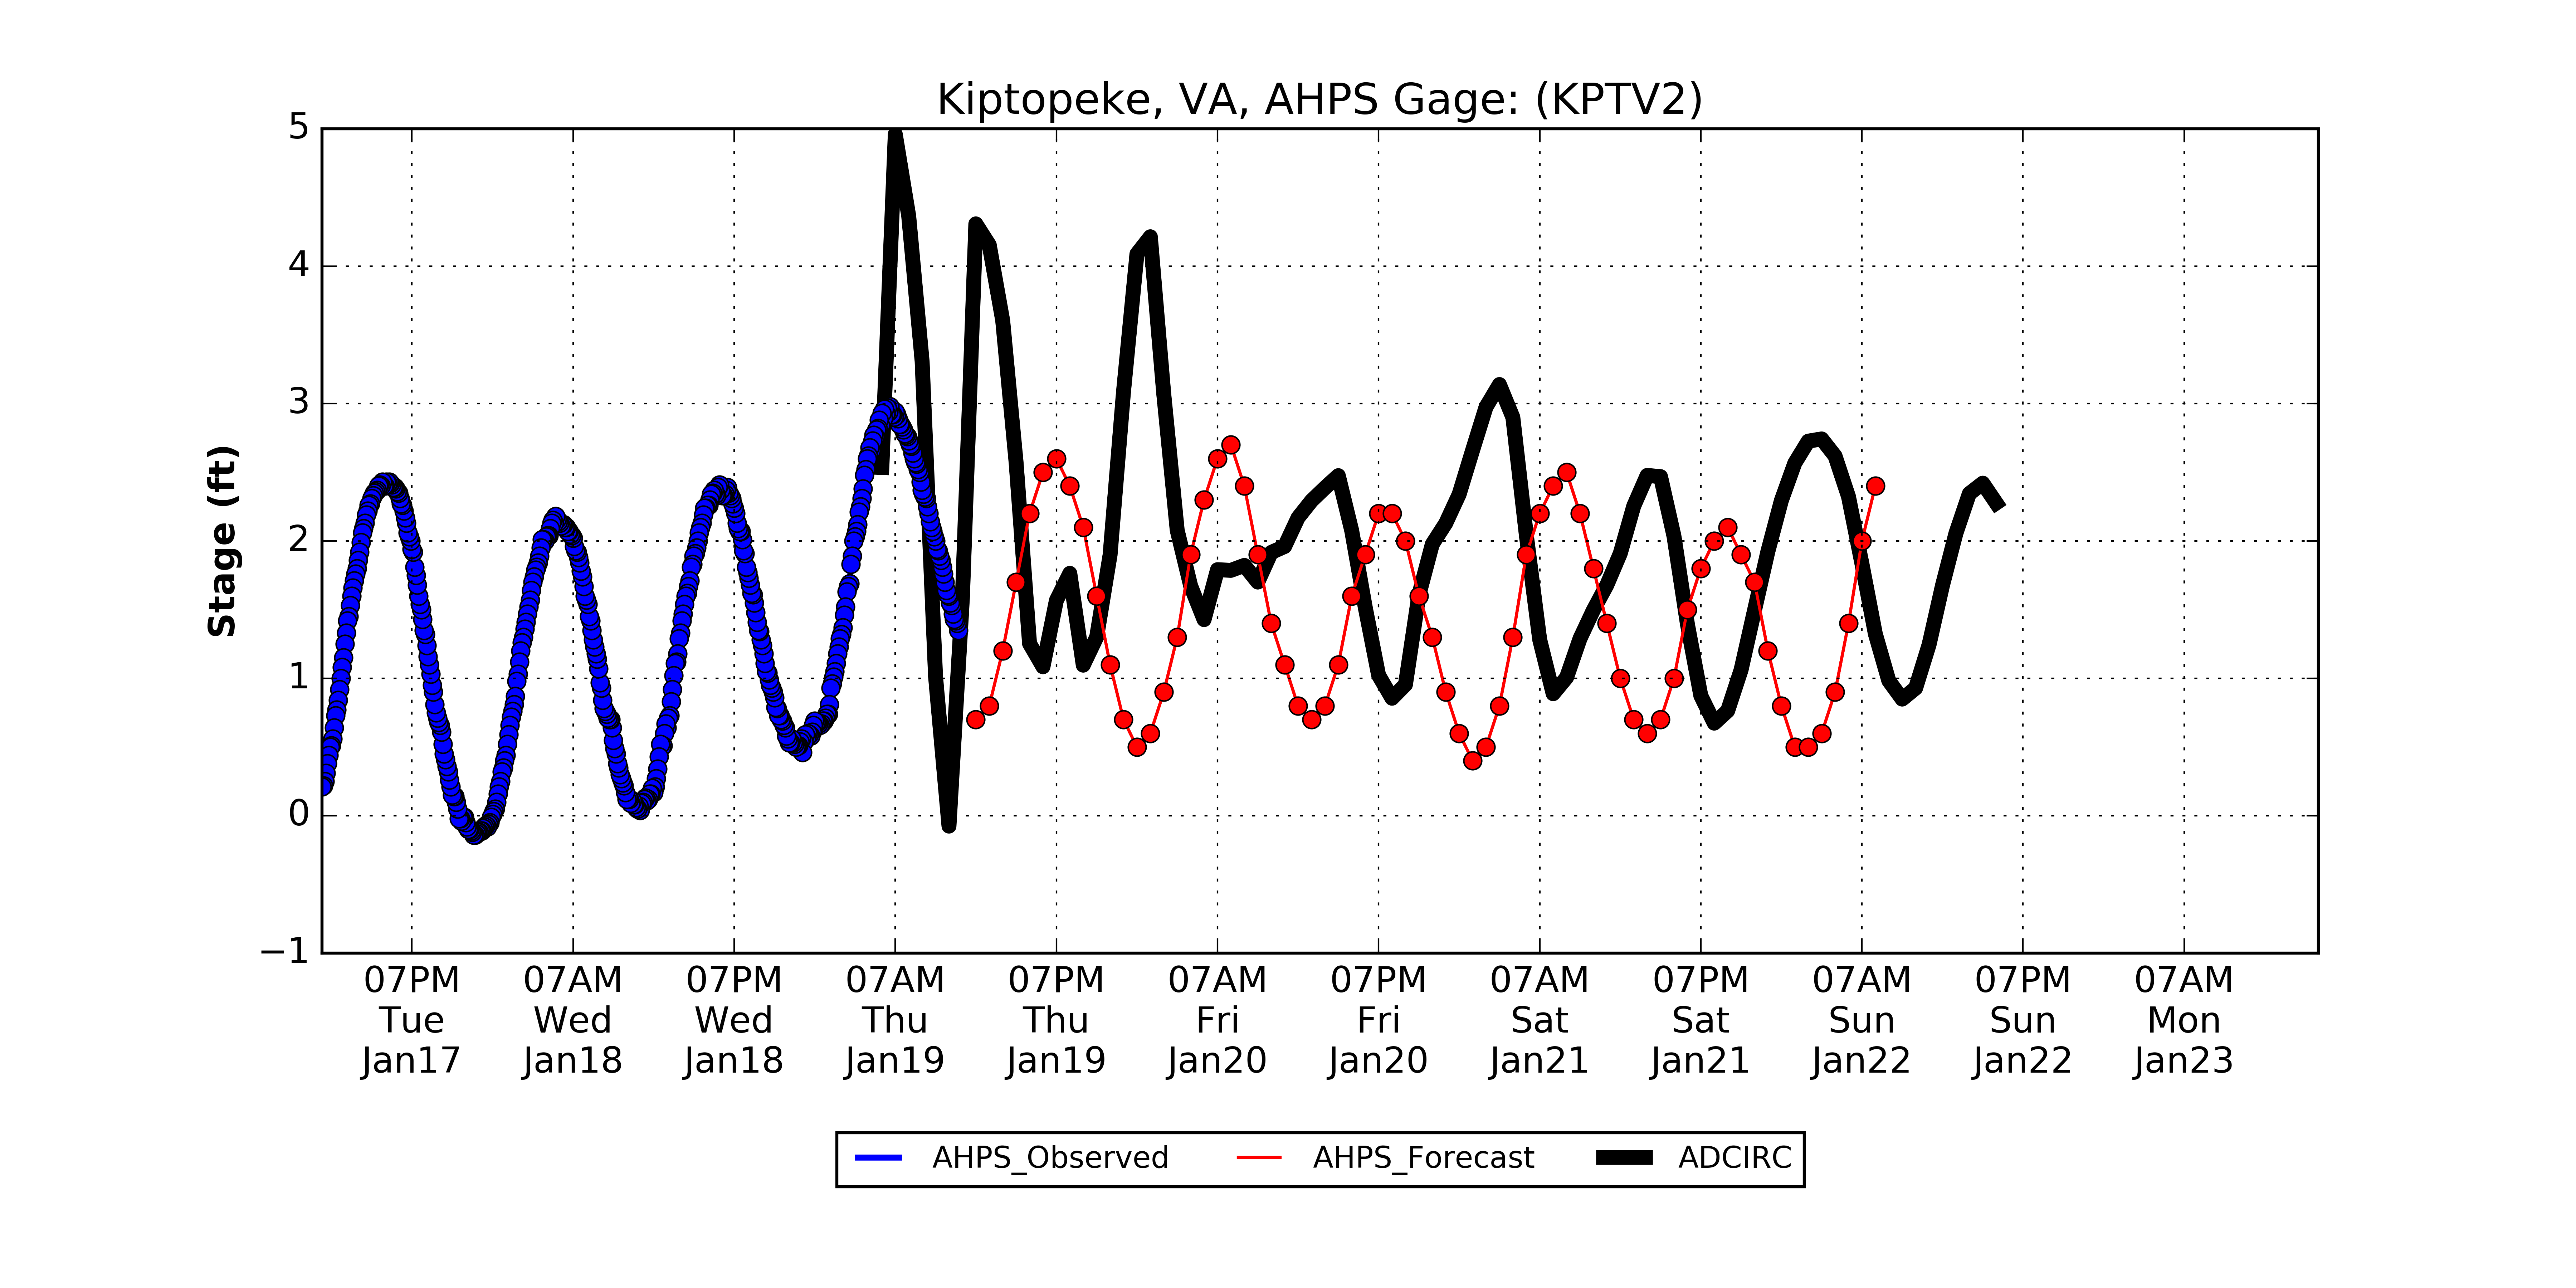 Kiptopeke, VA, AHPS Gage: (KPTV2)
5
4
3
2
1
0
−1
Stage (ft)
07PM 07AM 07PM 07AM 07PM 07AM 07PM 07AM 07PM 07AM 07PM 07AM
Tue Wed Wed Thu Thu Fri Fri Sat Sat Sun Sun Mon
Jan17 Jan18 Jan18 Jan19 Jan19 Jan20 Jan20 Jan21 Jan21 Jan22 Jan22 Jan23
AHPS_Observed AHPS_Forecast ADCIRC